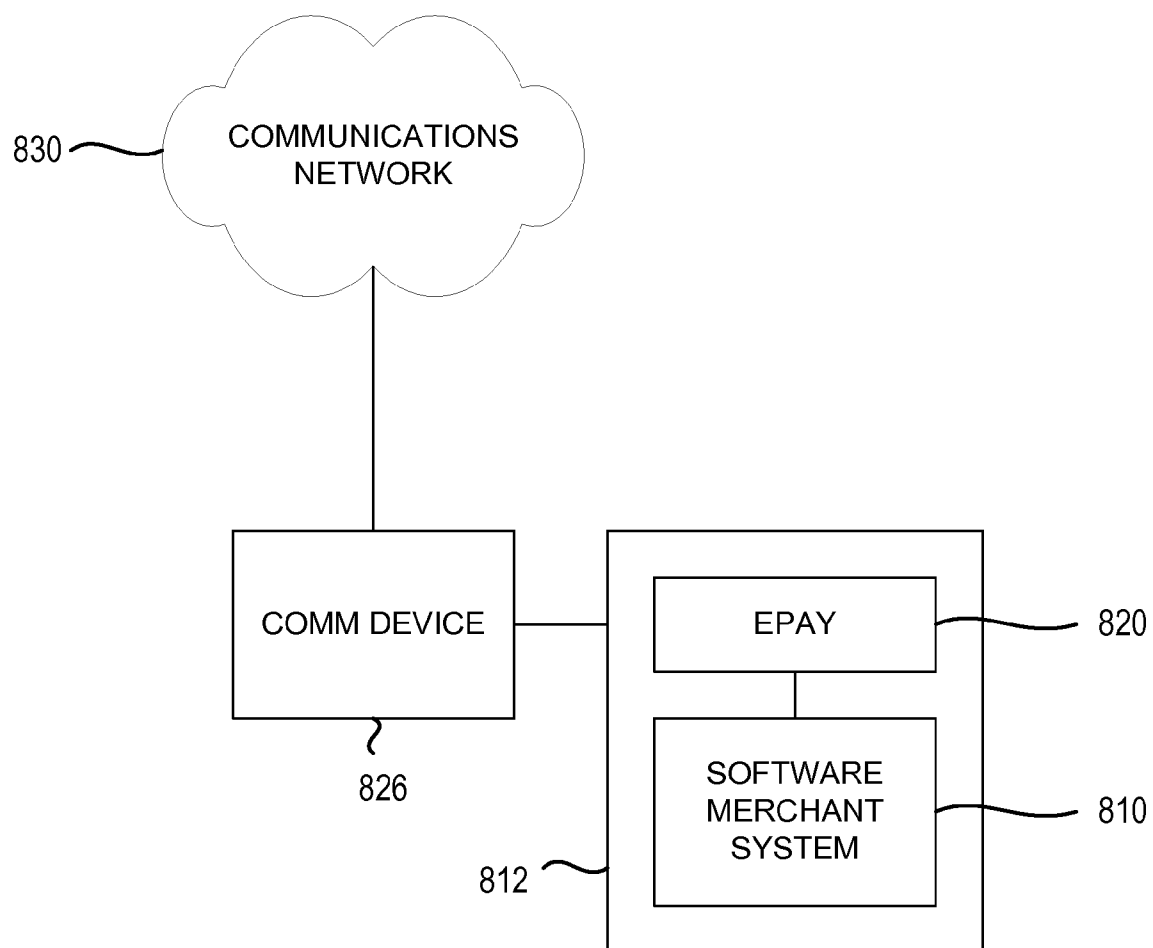 COMMUNICATIONS
NETWORK
830
COMM DEVICE
EPAY
820
826
SOFTWARE
MERCHANT
SYSTEM
810
812